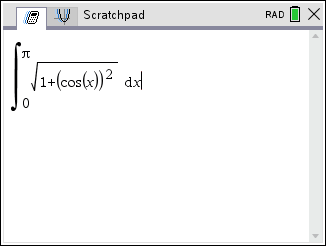 Scratchpad RAD
∫₀^π √(1+(cos(x))²) dx